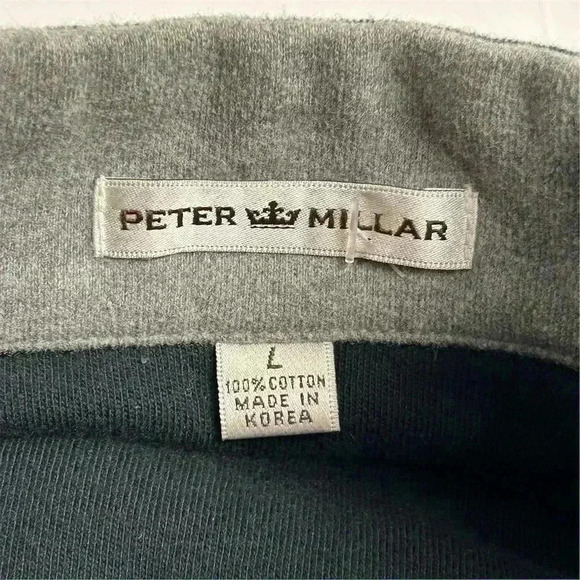 PETER MILLAR
L
100% COTTON
MADE IN
KOREA